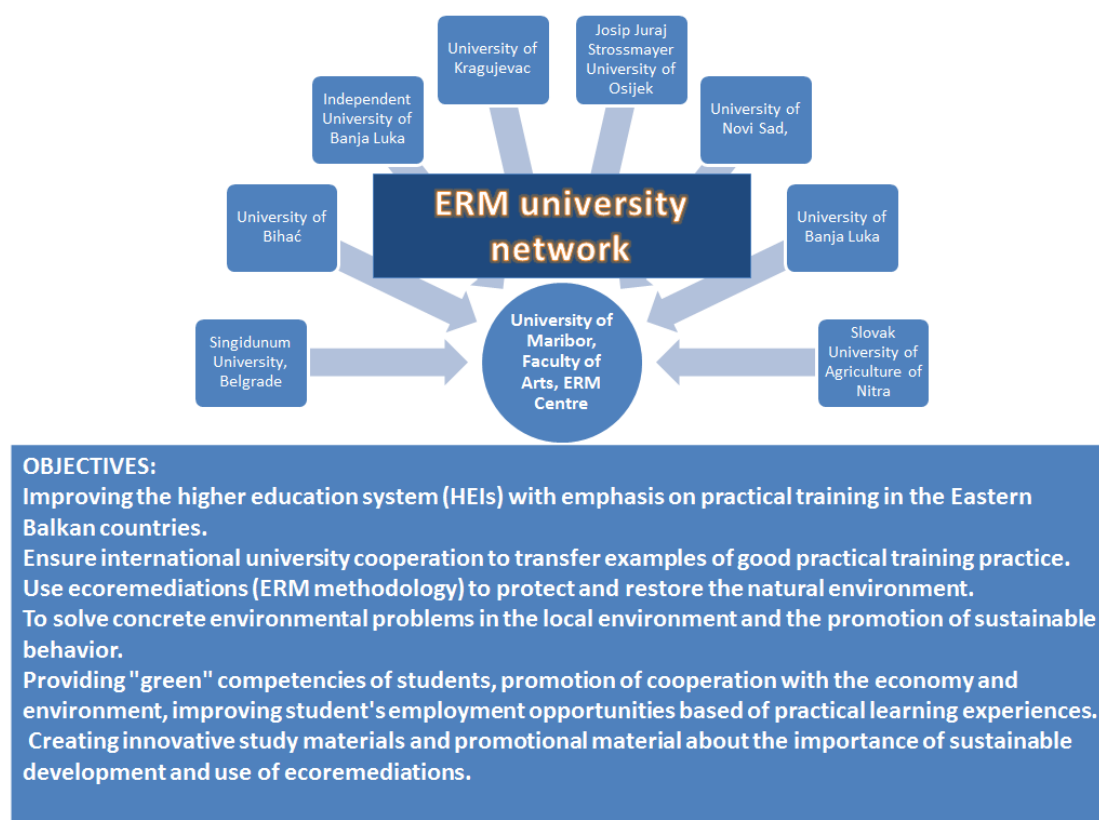 University of
Kragujevac
Josip Juraj
Strossmayer
University of
Osijek
Independent
University of
Banja Luka
University of
Novi Sad,
ERM university
network
University of
Bihać
University of
Banja Luka
Singidunum
University,
Belgrade
University of
Maribor,
Faculty of
Arts, ERM
Centre
Slovak
University of
Agriculture of
Nitra
OBJECTIVES:
Improving the higher education system (HEIs) with emphasis on practical training in the Eastern
Balkan countries.
Ensure international university cooperation to transfer examples of good practical training practice.
Use ecoremediations (ERM methodology) to protect and restore the natural environment.
To solve concrete environmental problems in the local environment and the promotion of sustainable
behavior.
Providing "green" competencies of students, promotion of cooperation with the economy and
environment, improving student's employment opportunities based of practical learning experiences.
Creating innovative study materials and promotional material about the importance of sustainable
development and use of ecoremediations.